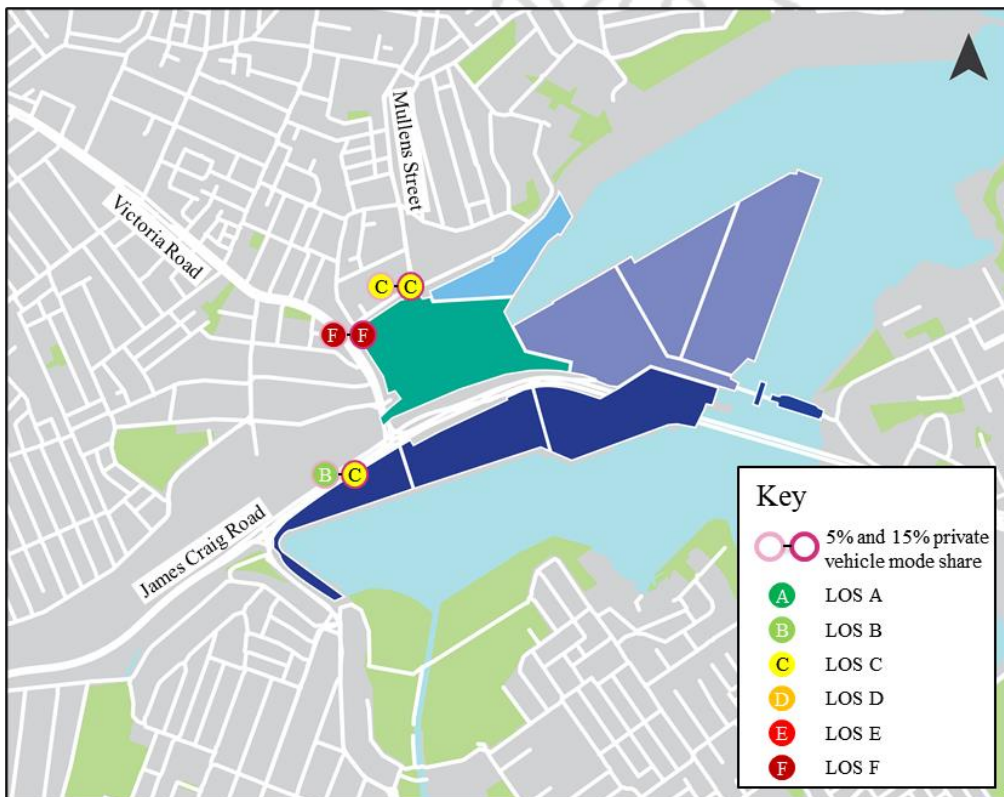 Mullens Street
Victoria Road
C C
F F
B C
James Craig Road
Key
5% and 15% private
vehicle mode share
A LOS A
B LOS B
C LOS C
D LOS D
E LOS E
F LOS F